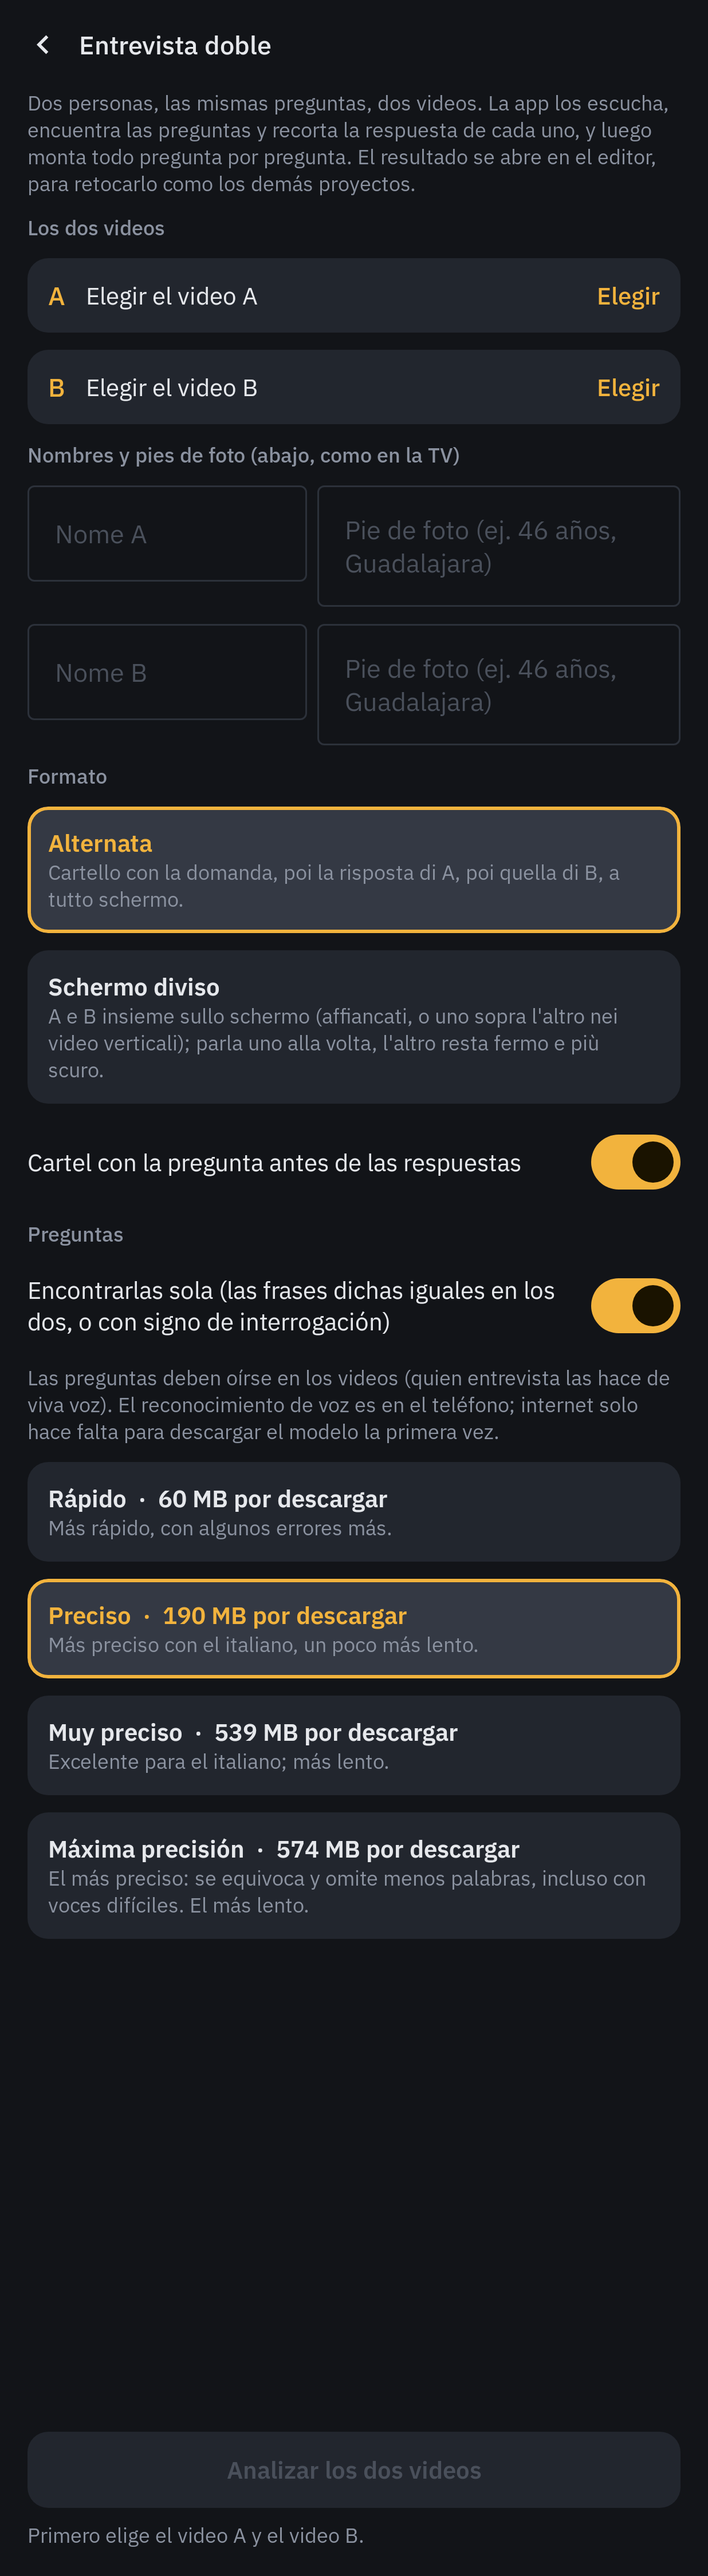 Entrevista doble
Dos personas, las mismas preguntas, dos videos. La app los escucha,
encuentra las preguntas y recorta la respuesta de cada uno, y luego
monta todo pregunta por pregunta. El resultado se abre en el editor,
para retocarlo como los demás proyectos.
Los dos videos
A Elegir el video A Elegir
B Elegir el video B Elegir
Nombres y pies de foto (abajo, como en la TV)
Nome A
Pie de foto (ej. 46 años,
Guadalajara)
Nome B
Pie de foto (ej. 46 años,
Guadalajara)
Formato
Alternata
Cartello con la domanda, poi la risposta di A, poi quella di B, a
tutto schermo.
Schermo diviso
A e B insieme sullo schermo (affiancati, o uno sopra l'altro nei
video verticali); parla uno alla volta, l'altro resta fermo e più
scuro.
Cartel con la pregunta antes de las respuestas
Preguntas
Encontrarlas sola (las frases dichas iguales en los
dos, o con signo de interrogación)
Las preguntas deben oírse en los videos (quien entrevista las hace de
viva voz). El reconocimiento de voz es en el teléfono; internet solo
hace falta para descargar el modelo la primera vez.
Rápido · 60 MB por descargar
Más rápido, con algunos errores más.
Preciso · 190 MB por descargar
Más preciso con el italiano, un poco más lento.
Muy preciso · 539 MB por descargar
Excelente para el italiano; más lento.
Máxima precisión · 574 MB por descargar
El más preciso: se equivoca y omite menos palabras, incluso con
voces difíciles. El más lento.
Analizar los dos videos
Primero elige el video A y el video B.